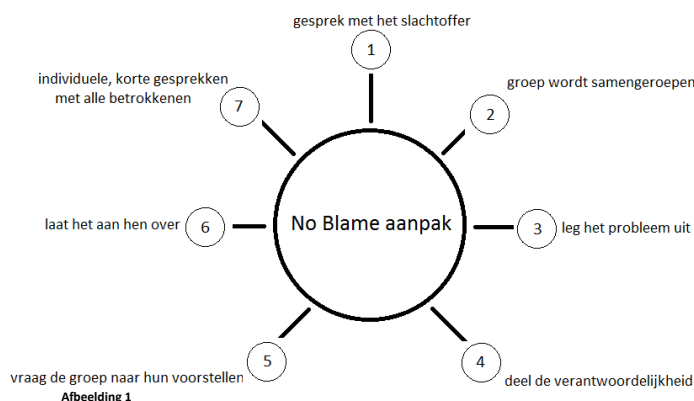 gesprek met het slachtoffer
1
groep wordt samengeroepen
2
3
leg het probleem uit
4
deel de verantwoordelijkheid
5
vraag de groep naar hun voorstellen
6
laat het aan hen over
7
individuele, korte gesprekken
met alle betrokkenen
No Blame aanpak
Afbeelding 1